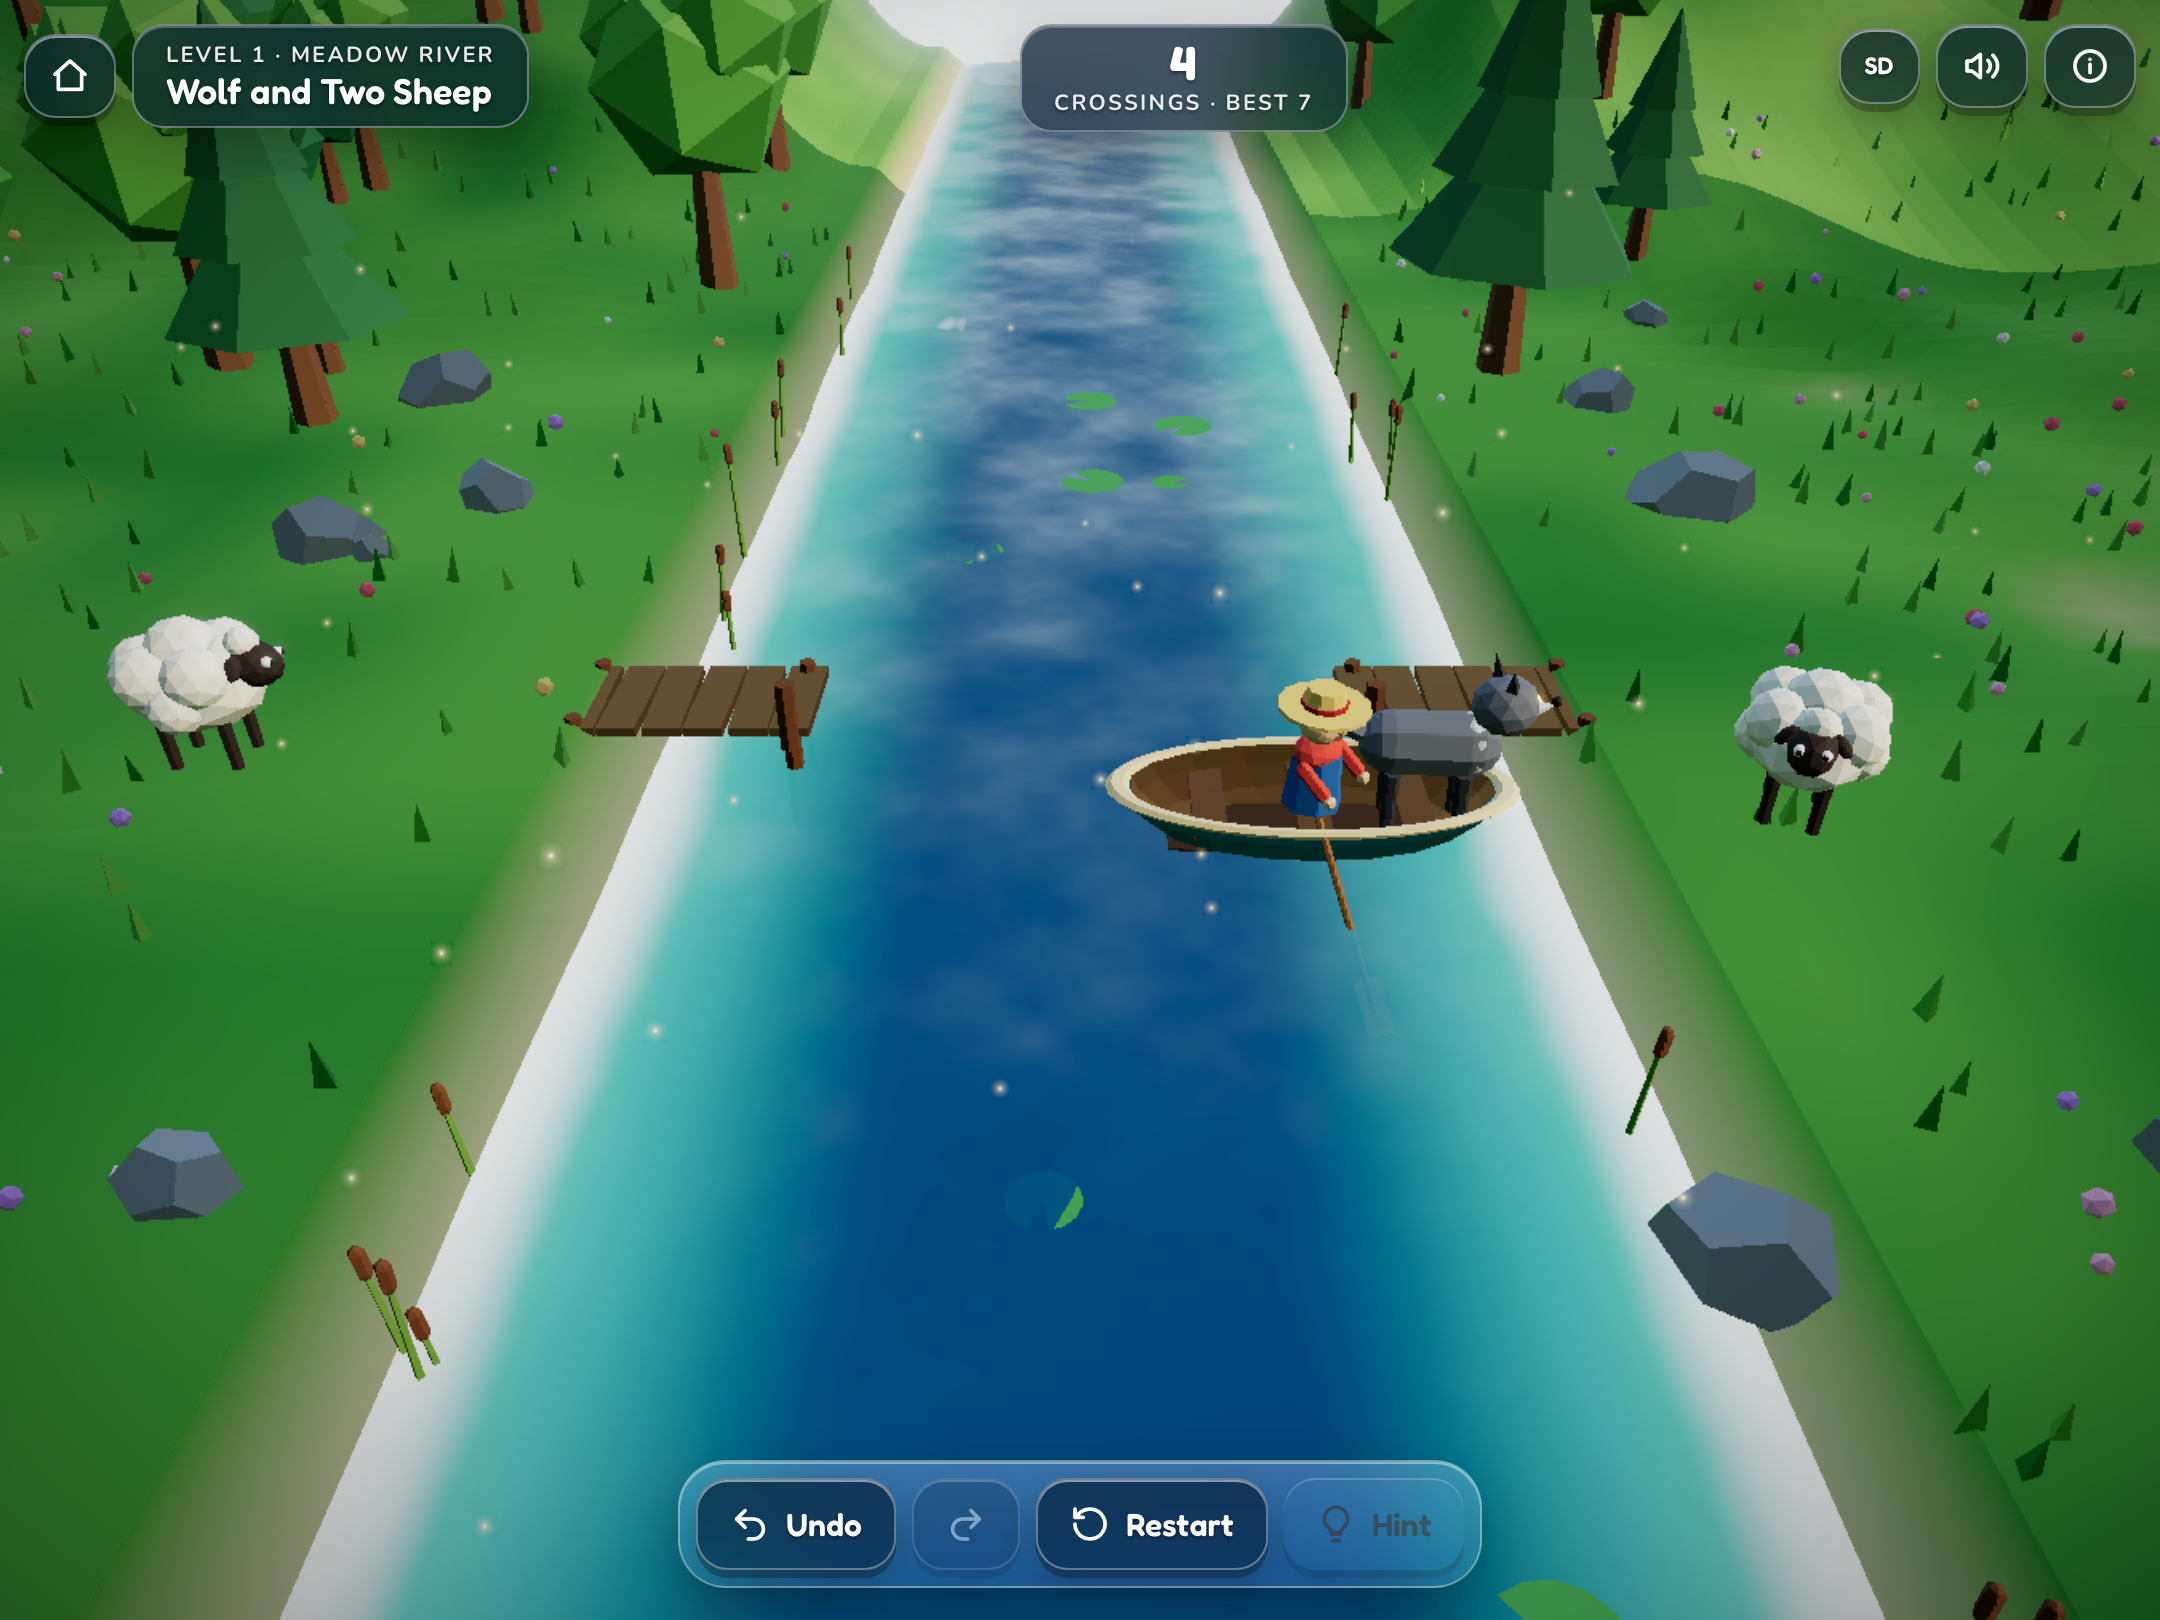 LEVEL 1 · MEADOW RIVER
Wolf and Two Sheep
4
CROSSINGS · BEST 7
SD
Undo
Restart
Hint